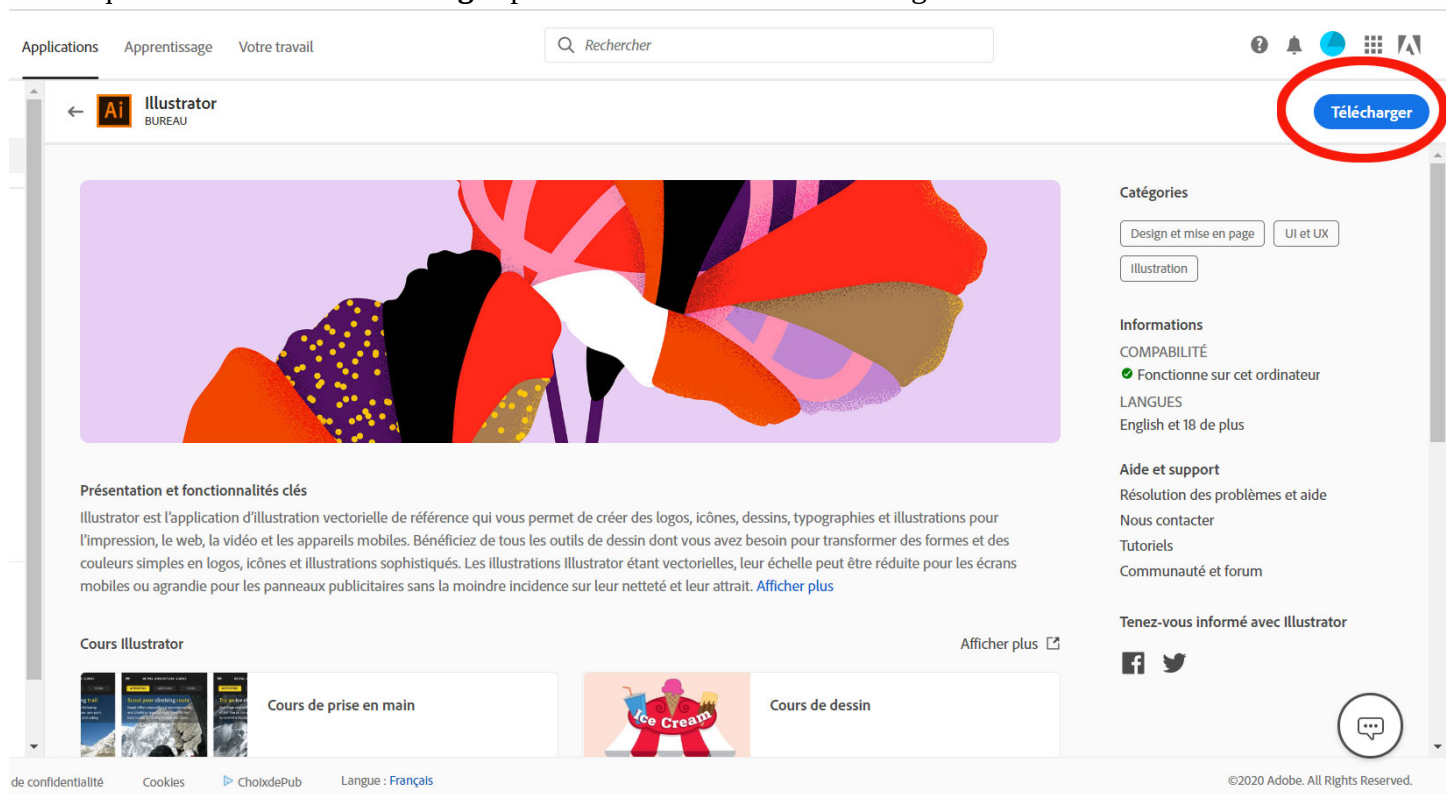 Applications Apprentissage Votre travail Rechercher
Ai Illustrator
BUREAU
Télécharger
Catégories
Design et mise en page UI et UX
Illustration
Informations
COMPABILITÉ
Fonctionne sur cet ordinateur
LANGUES
English et 18 de plus
Aide et support
Résolution des problèmes et aide
Nous contacter
Tutoriels
Communauté et forum
Tenez-vous informé avec Illustrator
Présentation et fonctionnalités clés
Illustrator est l'application d'illustration vectorielle de référence qui vous permet de créer des logos, icônes, dessins, typographies et illustrations pour
l'impression, le web, la vidéo et les appareils mobiles. Bénéficiez de tous les outils de dessin dont vous avez besoin pour transformer des formes et des
couleurs simples en logos, icônes et illustrations sophistiqués. Les illustrations Illustrator étant vectorielles, leur échelle peut être réduite pour les écrans
mobiles ou agrandie pour les panneaux publicitaires sans la moindre incidence sur leur netteté et leur attrait. Afficher plus
Cours Illustrator Afficher plus
Scout your climbing route
Cours de prise en main
Ice Cream
Cours de dessin
de confidentialité Cookies ChoixdePub Langue : Français ©2020 Adobe. All Rights Reserved.